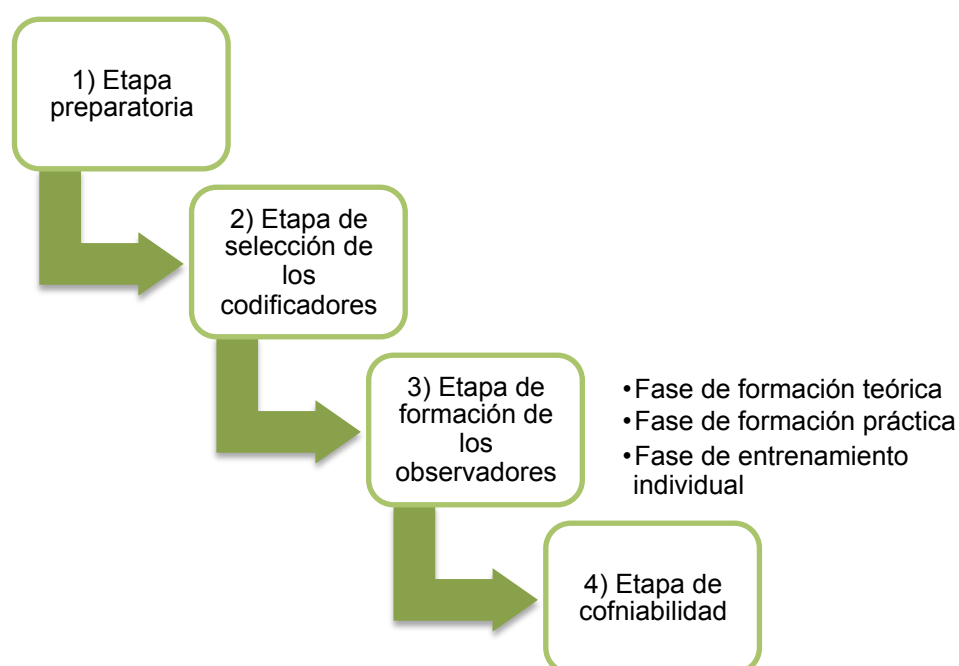 1) Etapa
preparatoria
2) Etapa de
selección de
los
codificadores
3) Etapa de
formación de
los
observadores
•Fase de formación teórica
•Fase de formación práctica
•Fase de entrenamiento
individual
4) Etapa de
cofniabilidad